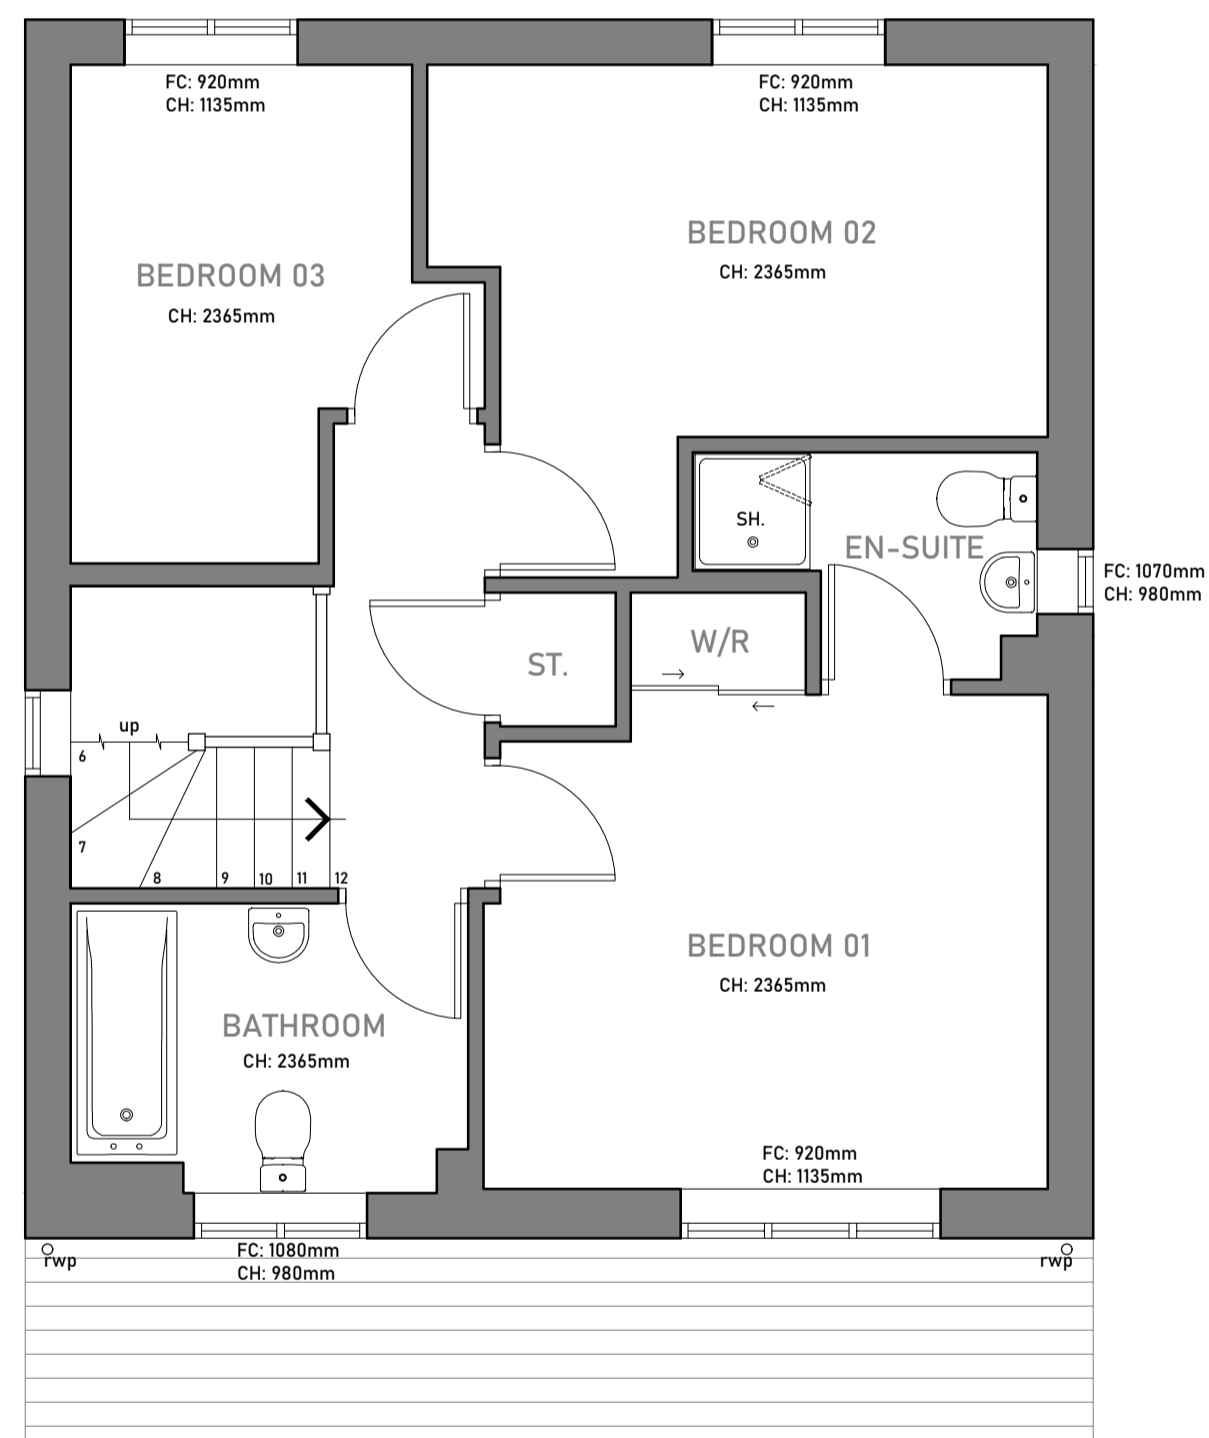 FC: 920mm
CH: 1135mm
FC: 920mm
CH: 1135mm
BEDROOM 02
CH: 2365mm
BEDROOM 03
CH: 2365mm
SH.
EN-SUITE
FC: 1070mm
CH: 980mm
W/R
ST.
up
6
7
8
9
10
11
12
BEDROOM 01
CH: 2365mm
BATHROOM
CH: 2365mm
FC: 920mm
CH: 1135mm
rwp
FC: 1080mm
CH: 980mm
rwp